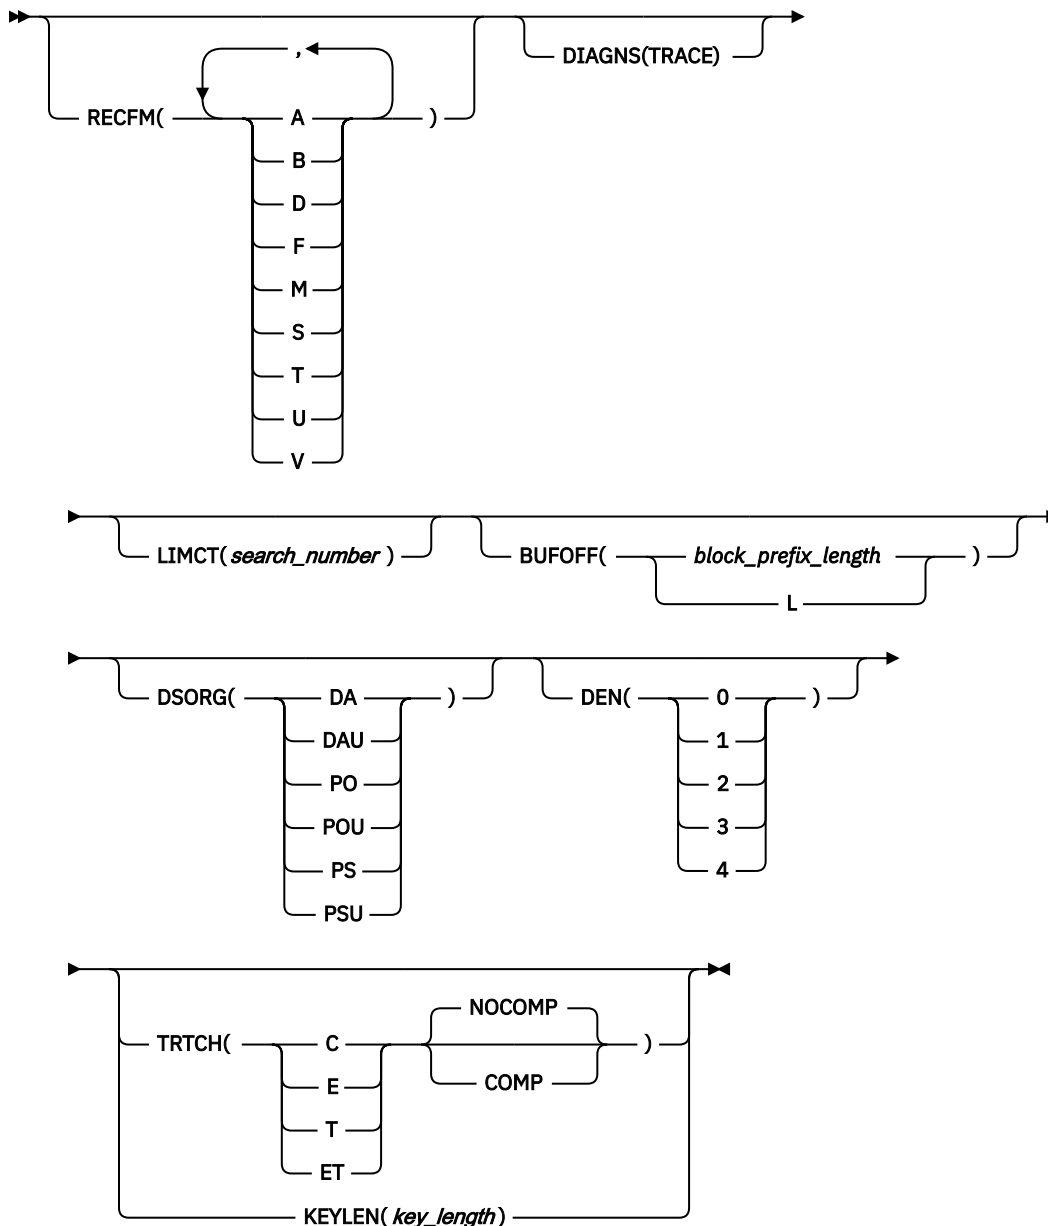 DIAGNS(TRACE)
,
RECFM( A )
B
D
F
M
S
T
U
V
LIMCT( search_number ) BUFOFF( block_prefix_length )
L
DSORG( DA ) DEN( 0 )
DAU 1
PO 2
POU 3
PS 4
PSU
NOCOMP
TRTCH( C )
E COMP
T
ET
KEYLEN( key_length )